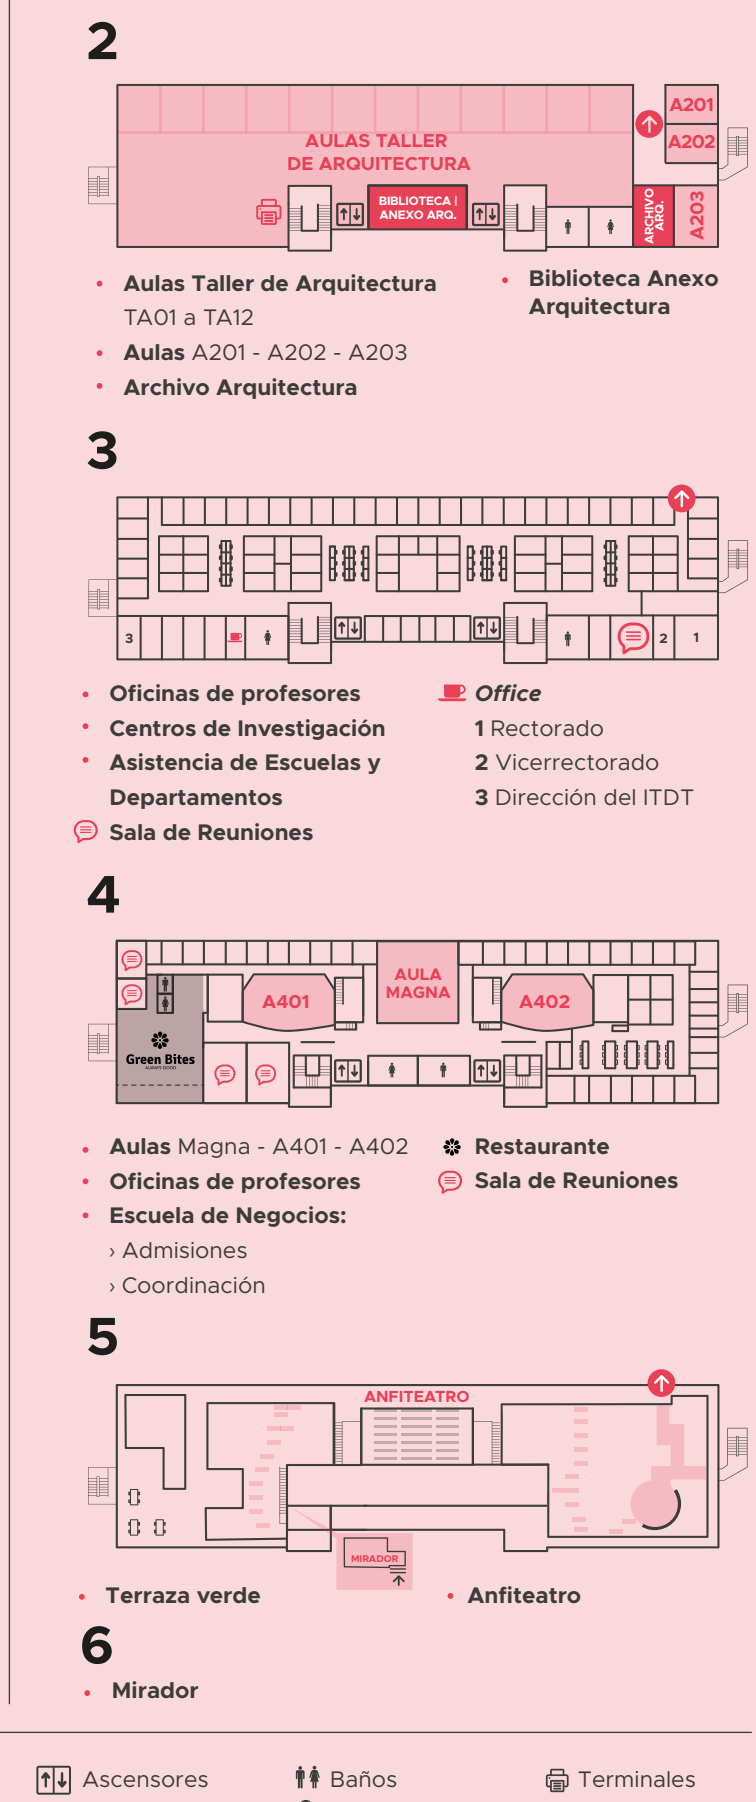 2
A201
A202
AULAS TALLER
DE ARQUITECTURA
BIBLIOTECA |
ANEXO ARQ.
ARCHIVO
ARQ.
A203
• Aulas Taller de Arquitectura
TA01 a TA12
• Aulas A201 - A202 - A203
• Archivo Arquitectura
• Biblioteca Anexo
Arquitectura
3
3
2
1
• Oficinas de profesores
• Centros de Investigación
• Asistencia de Escuelas y
Departamentos
Sala de Reuniones
Office
1 Rectorado
2 Vicerrectorado
3 Dirección del ITDT
4
A401
AULA
MAGNA
A402
Green Bites
ALWAYS GOOD
• Aulas Magna - A401 - A402
• Oficinas de profesores
• Escuela de Negocios:
› Admisiones
› Coordinación
Restaurante
Sala de Reuniones
5
ANFITEATRO
MIRADOR
• Terraza verde
• Anfiteatro
6
• Mirador
Ascensores
Baños
Terminales